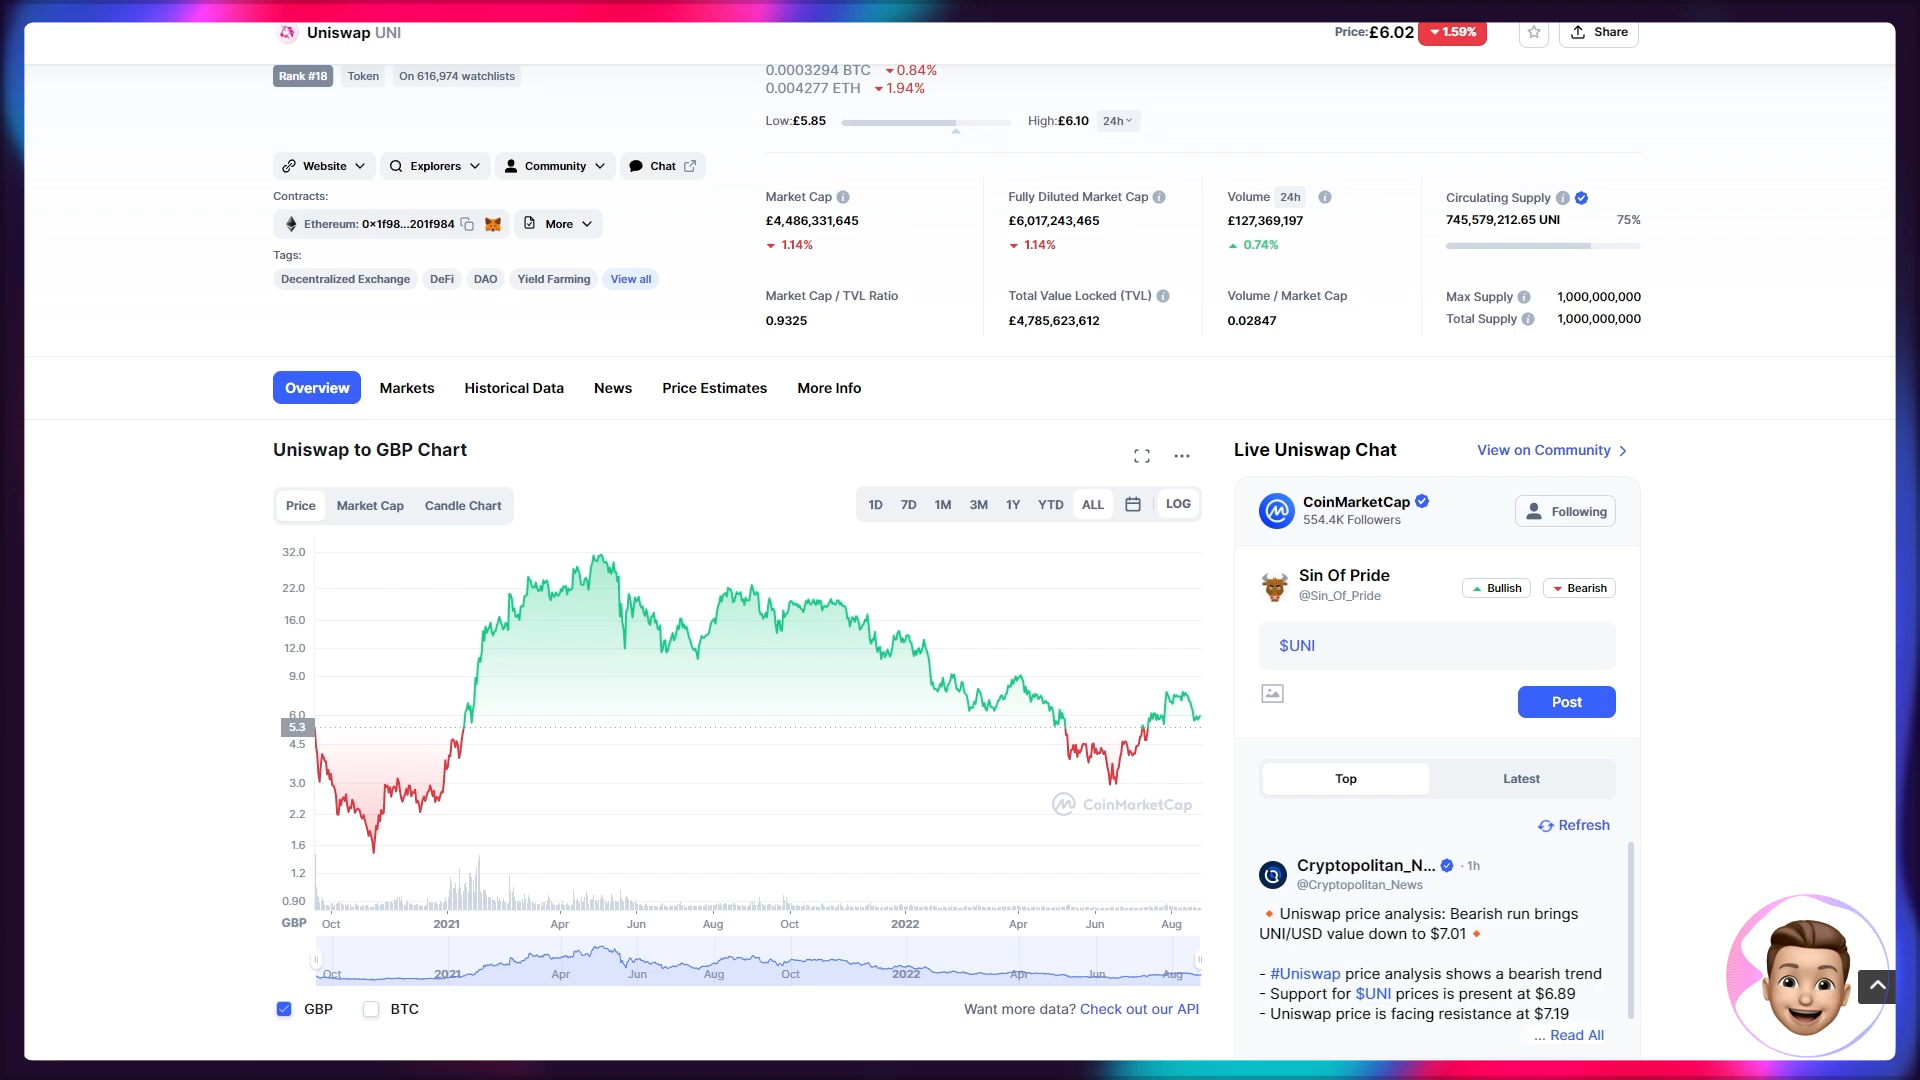 Uniswap UNI
Price:£6.02 1.59%
Share
Rank #18 Token On 616,974 watchlists
0.0003294 BTC 0.84%
0.004277 ETH 1.94%
Low:£5.85 High:£6.10 24h
Website Explorers Community Chat
Contracts:
Ethereum: 0x1f98...201f984 More
Tags:
Decentralized Exchange DeFi DAO Yield Farming View all
Market Cap
£4,486,331,645
1.14%
Fully Diluted Market Cap
£6,017,243,465
1.14%
Volume 24h
£127,369,197
0.74%
Circulating Supply
745,579,212.65 UNI 75%
Market Cap / TVL Ratio
0.9325
Total Value Locked (TVL)
£4,785,623,612
Volume / Market Cap
0.02847
Max Supply 1,000,000,000
Total Supply 1,000,000,000
Overview Markets Historical Data News Price Estimates More Info
Uniswap to GBP Chart
Price Market Cap Candle Chart
1D 7D 1M 3M 1Y YTD ALL LOG
32.0
22.0
16.0
12.0
9.0
6.0
5.3
4.5
3.0
2.2
1.6
1.2
0.90
CoinMarketCap
GBP Oct 2021 Apr Jun Aug Oct 2022 Apr Jun Aug
Oct 2021 Apr Jun Aug Oct 2022 Apr Jun Aug
GBP BTC
Want more data? Check out our API
Live Uniswap Chat
View on Community
CoinMarketCap
554.4K Followers
Following
Sin Of Pride
@Sin_Of_Pride
Bullish Bearish
$UNI
Post
Top Latest
Refresh
Cryptopolitan_N... · 1h
@Cryptopolitan_News
Uniswap price analysis: Bearish run brings
UNI/USD value down to $7.01
- #Uniswap price analysis shows a bearish trend
- Support for $UNI prices is present at $6.89
- Uniswap price is facing resistance at $7.19
... Read All